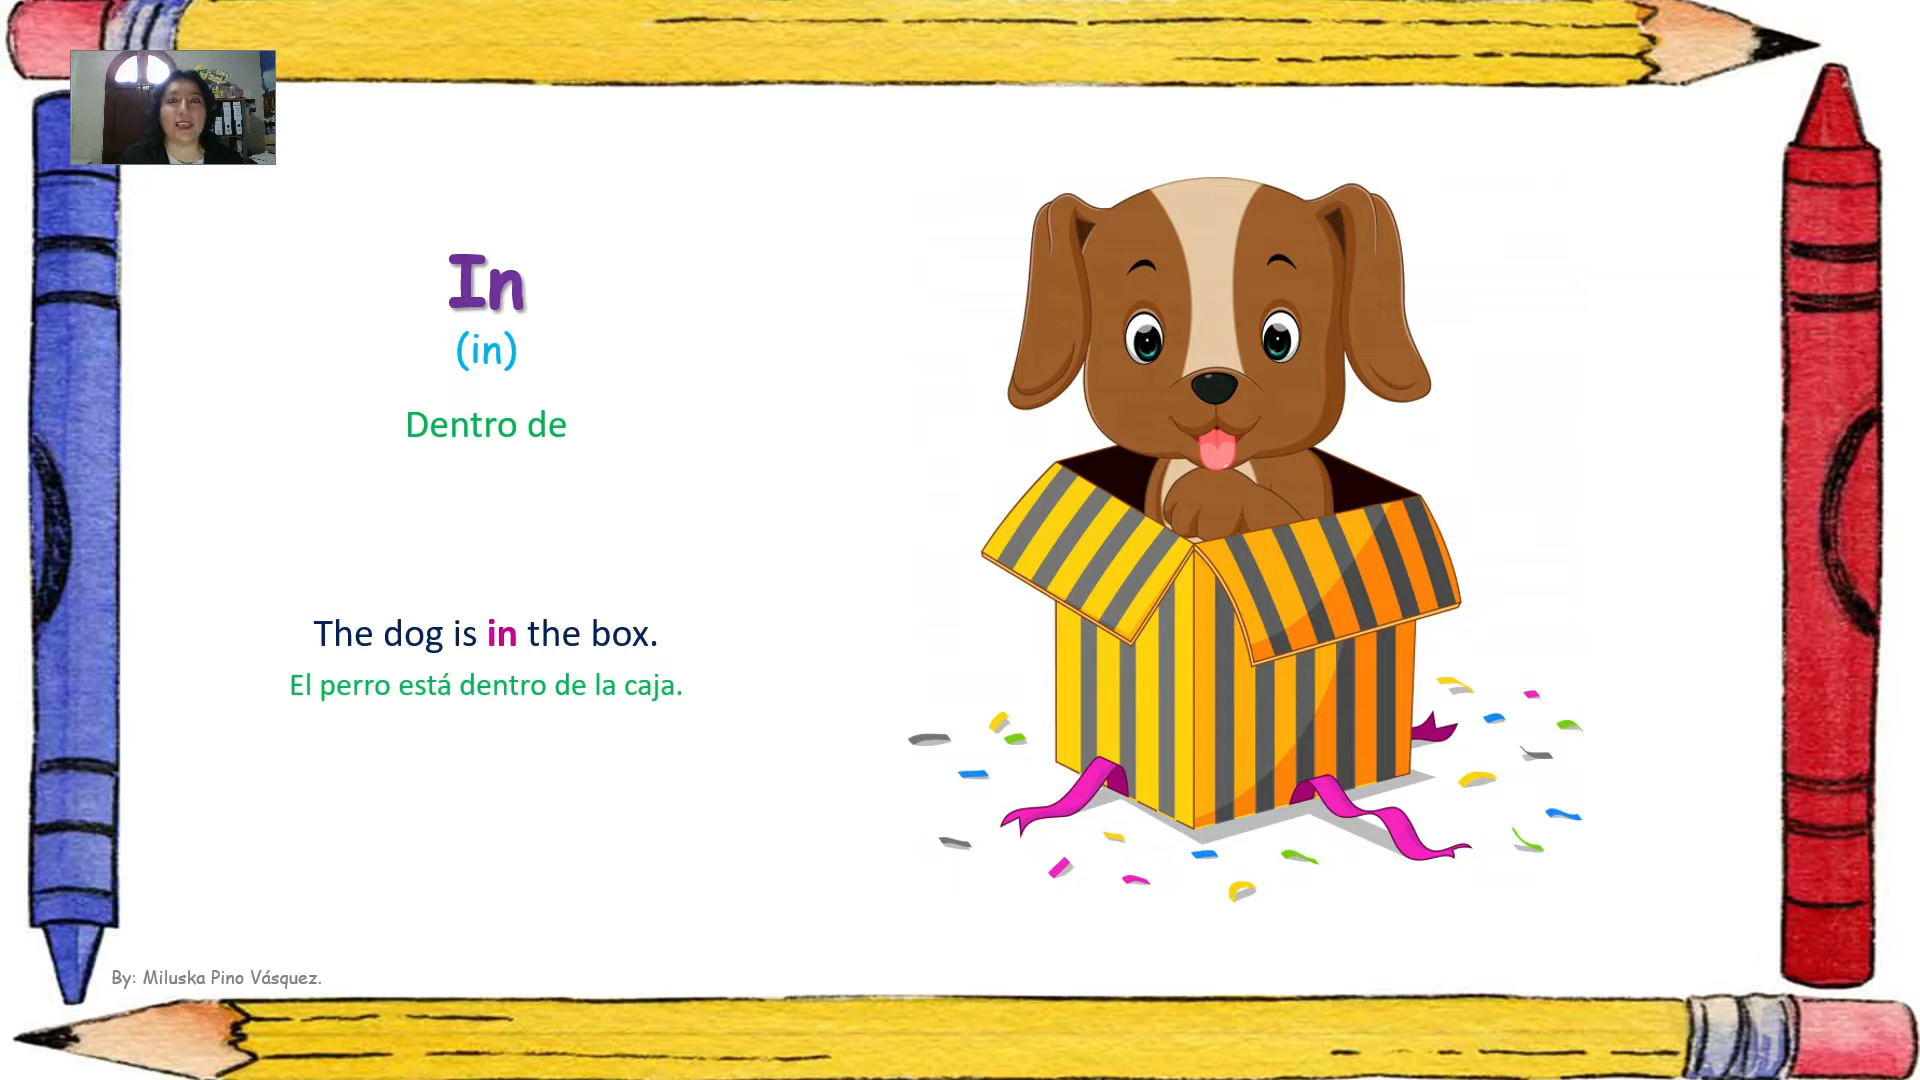 In
(in)
Dentro de
The dog is in the box.
El perro está dentro de la caja.
By: Miluska Pino Vásquez.